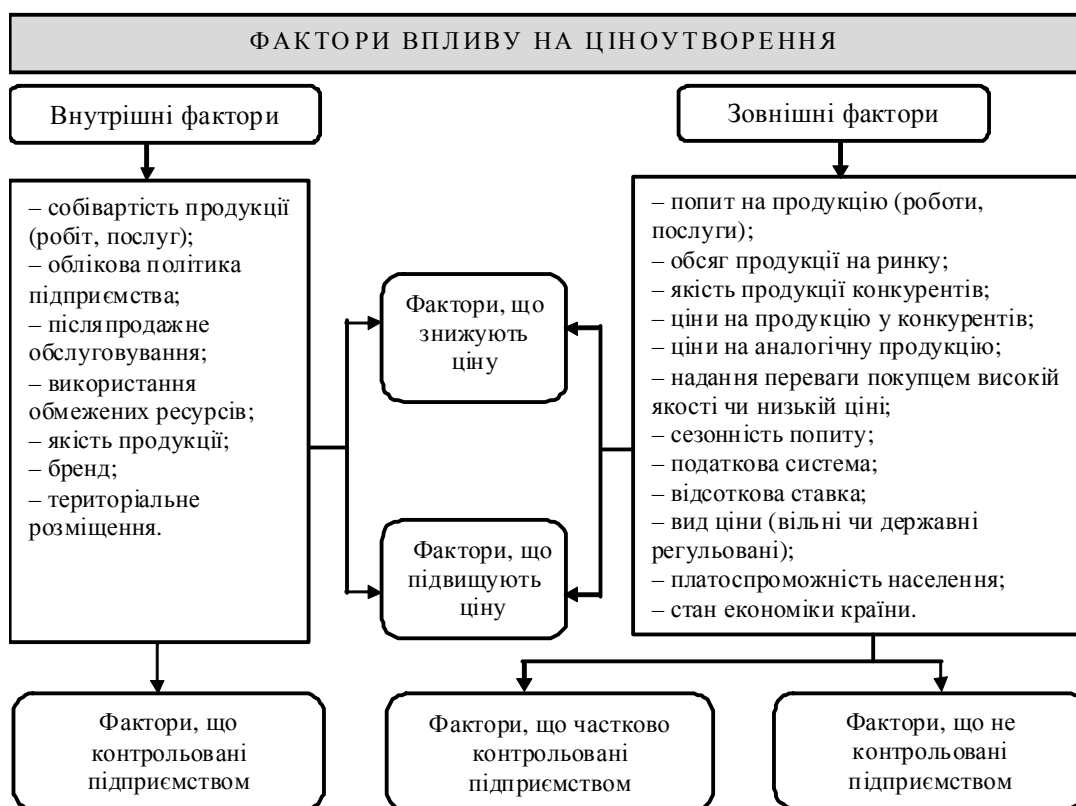 ФАКТОРИ ВПЛИВУ НА ЦІНОУТВОРЕННЯ
Внутрішні фактори
Зовнішні фактори
– собівартість продукції
(робіт, послуг);
– облікова політика
підприємства;
– післяпродажне
обслуговування;
– використання
обмежених ресурсів;
– якість продукції;
– бренд;
– територіальне
розміщення.
Фактори, що
знижують
ціну
Фактори, що
підвищують
ціну
– попит на продукцію (роботи,
послуги);
– обсяг продукції на ринку;
– якість продукції конкурентів;
– ціни на продукцію у конкурентів;
– ціни на аналогічну продукцію;
– надання переваги покупцем високій
якості чи низькій ціні;
– сезонність попиту;
– податкова система;
– відсоткова ставка;
– вид ціни (вільні чи державні
регульовані);
– платоспроможність населення;
– стан економіки країни.
Фактори, що
контрольовані
підприємством
Фактори, що частково
контрольовані
підприємством
Фактори, що не
контрольовані
підприємством